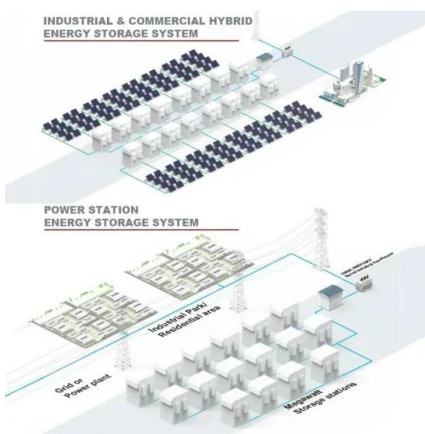 INDUSTRIAL & COMMERCIAL HYBRID
ENERGY STORAGE SYSTEM
POWER STATION
ENERGY STORAGE SYSTEM
Industrial Park/
Residential area
Grid or
Power plant
Megawatt
Storage stations